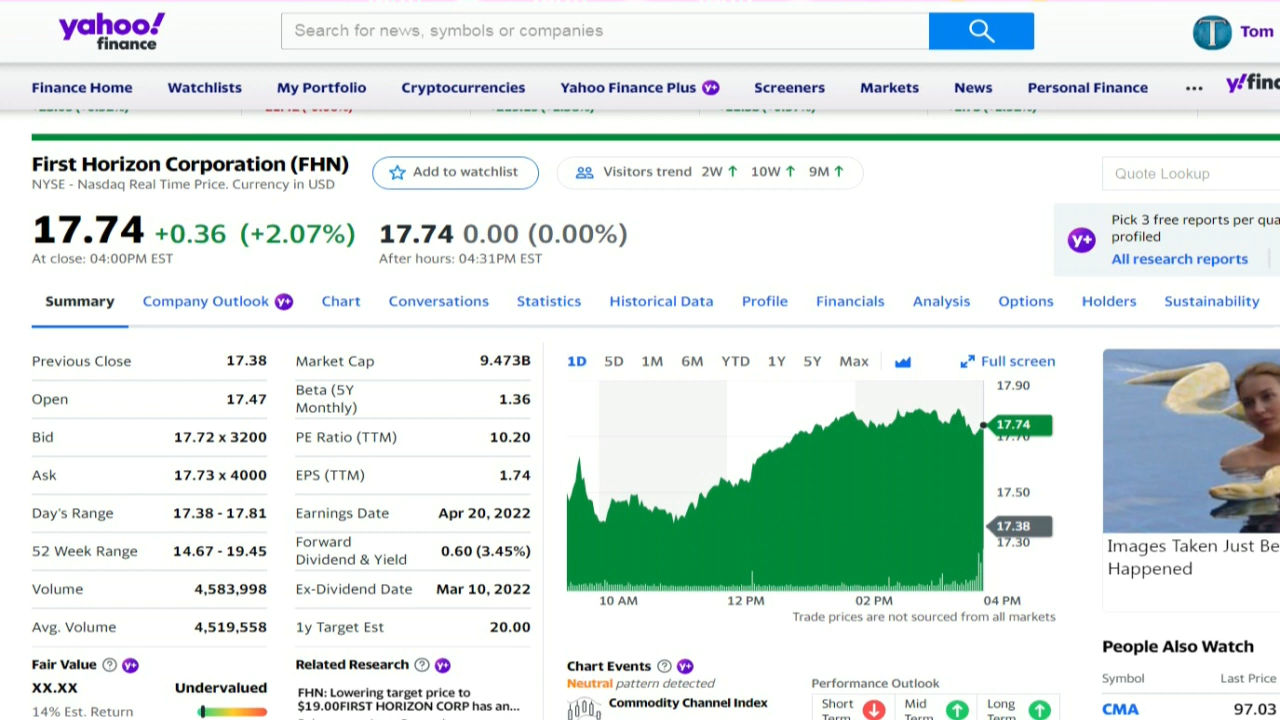 yahoo!
finance
Search for news, symbols or companies
T
Tom
Finance Home Watchlists My Portfolio Cryptocurrencies Yahoo Finance Plus y+ Screeners Markets News Personal Finance ... y!
First Horizon Corporation (FHN)
NYSE - Nasdaq Real Time Price. Currency in USD
Add to watchlist
Visitors trend 2W ↑ 10W ↑ 9M ↑
Quote Lookup
17.74 +0.36 (+2.07%)
At close: 04:00PM EST
17.74 0.00 (0.00%)
After hours: 04:31PM EST
y+
Pick 3 free reports per
profiled
All research reports
Summary Company Outlook y+ Chart Conversations Statistics Historical Data Profile Financials Analysis Options Holders Sustainability
Previous Close 17.38
Open 17.47
Bid 17.72 x 3200
Ask 17.73 x 4000
Day's Range 17.38 - 17.81
52 Week Range 14.67 - 19.45
Volume 4,583,998
Avg. Volume 4,519,558
Market Cap 9.473B
Beta (5Y
Monthly) 1.36
PE Ratio (TTM) 10.20
EPS (TTM) 1.74
Earnings Date Apr 20, 2022
Forward
Dividend & Yield 0.60 (3.45%)
Ex-Dividend Date Mar 10, 2022
1y Target Est 20.00
1D 5D 1M 6M YTD 1Y 5Y Max
Full screen
17.90
17.74
17.70
17.50
17.38
17.30
10 AM 12 PM 02 PM 04 PM
Trade prices are not sourced from all markets
Images Taken Just Be
Happened
Fair Value ? y+
XX.XX Undervalued
14% Est. Return
Related Research ? y+
FHN: Lowering target price to
$19.00FIRST HORIZON CORP has an...
Chart Events ? y+
Neutral pattern detected
Commodity Channel Index
Performance Outlook
Short
Term
Mid
Term
Long
Term
People Also Watch
Symbol Last Price
CMA 97.03